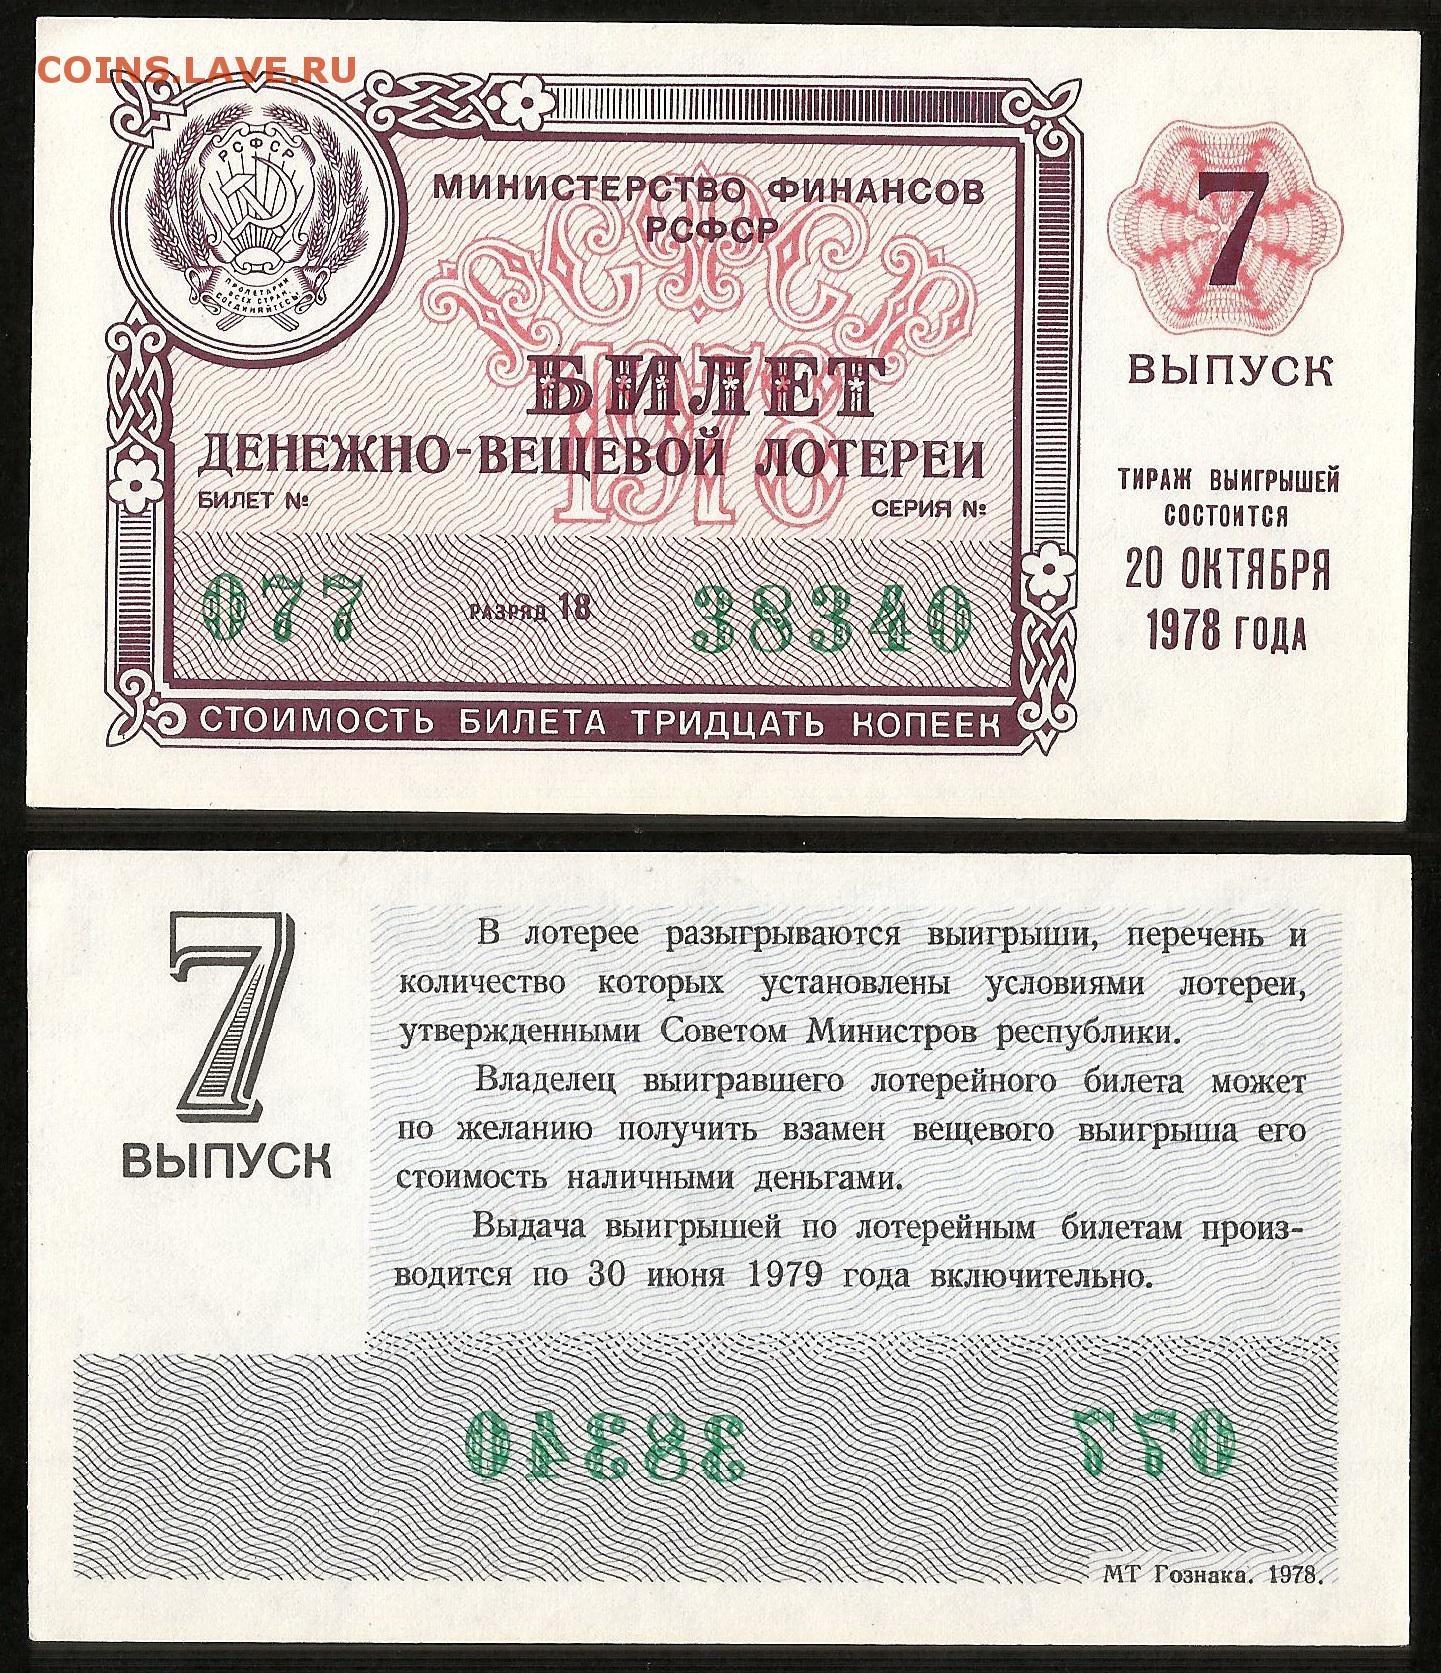 COINS.LAVE.RU
РСФСР
ПРОЛЕТАРИИ
ВСЕХ СТРАН,
СОЕДИНЯЙТЕСЬ!
МИНИСТЕРСТВО ФИНАНСОВ
РСФСР
РСФСР
1978
БИЛЕТ
ДЕНЕЖНО-ВЕЩЕВОЙ ЛОТЕРЕИ
БИЛЕТ № СЕРИЯ №
077 РАЗРЯД 18 38340
СТОИМОСТЬ БИЛЕТА ТРИДЦАТЬ КОПЕЕК
7
ВЫПУСК
ТИРАЖ ВЫИГРЫШЕЙ
СОСТОИТСЯ
20 ОКТЯБРЯ
1978 ГОДА
7
ВЫПУСК
В лотерее разыгрываются выигрыши, перечень и
количество которых установлены условиями лотереи,
утвержденными Советом Министров республики.
Владелец выигравшего лотерейного билета может
по желанию получить взамен вещевого выигрыша его
стоимость наличными деньгами.
Выдача выигрышей по лотерейным билетам произ-
водится по 30 июня 1979 года включительно.
38340 077
МТ Гознака. 1978.